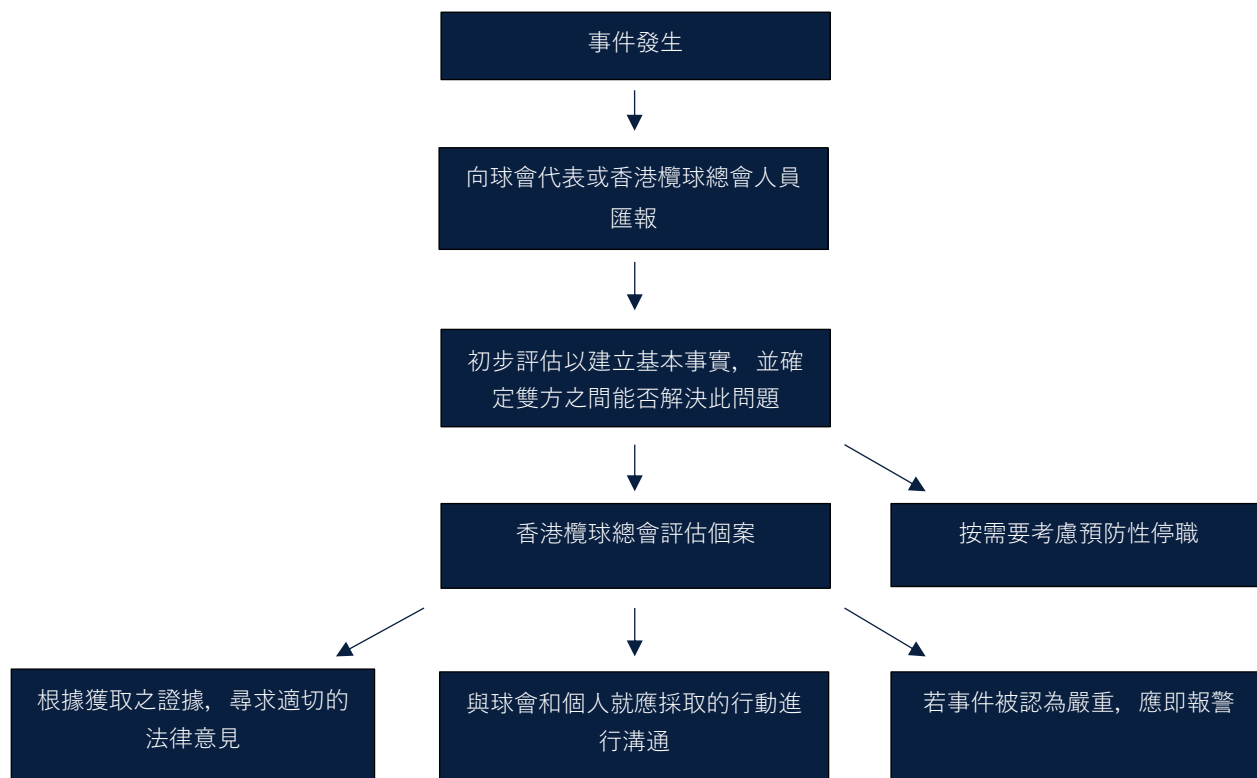 事件發生
向球會代表或香港欖球總會人員
匯報
初步評估以建立基本事實，並確
定雙方之間能否解決此問題
香港欖球總會評估個案
按需要考慮預防性停職
根據獲取之證據，尋求適切的
法律意見
與球會和個人就應採取的行動進
行溝通
若事件被認為嚴重，應即報警